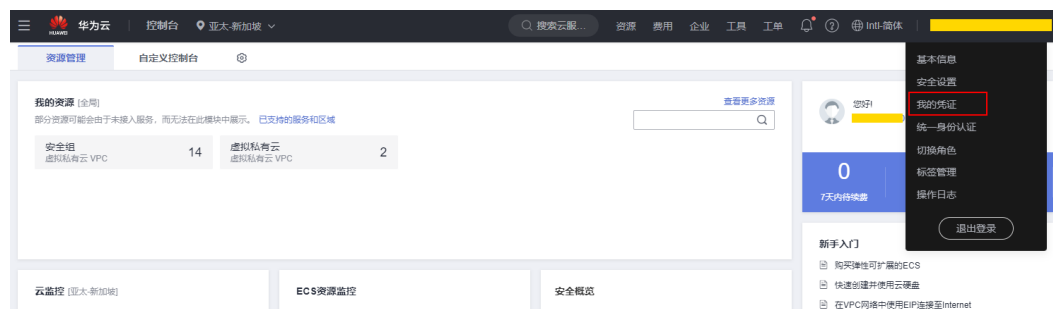 HUAWEI 华为云 控制台 亚太-新加坡 搜索云服... 资源 费用 企业 工具 工单 ? Intl-简体
资源管理 自定义控制台
我的资源 [全局] 查看更多资源
部分资源可能会由于未接入服务，而无法在此模块中展示。 已支持的服务和区域
安全组 14
虚拟私有云 VPC
虚拟私有云 2
虚拟私有云 VPC
云监控 [亚太-新加坡] ECS资源监控 安全概览
您好!
0
7天内待续费
新手入门
购买弹性可扩展的ECS
快速创建并使用云硬盘
在VPC网络中使用EIP连接至Internet
基本信息
安全设置
我的凭证
统一身份认证
切换角色
标签管理
操作日志
退出登录